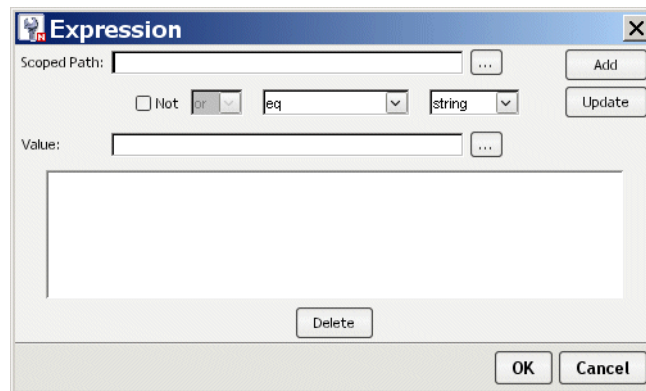 Expression
Scoped Path: ... Add
Not or eq string Update
Value: ...
Delete
OK Cancel